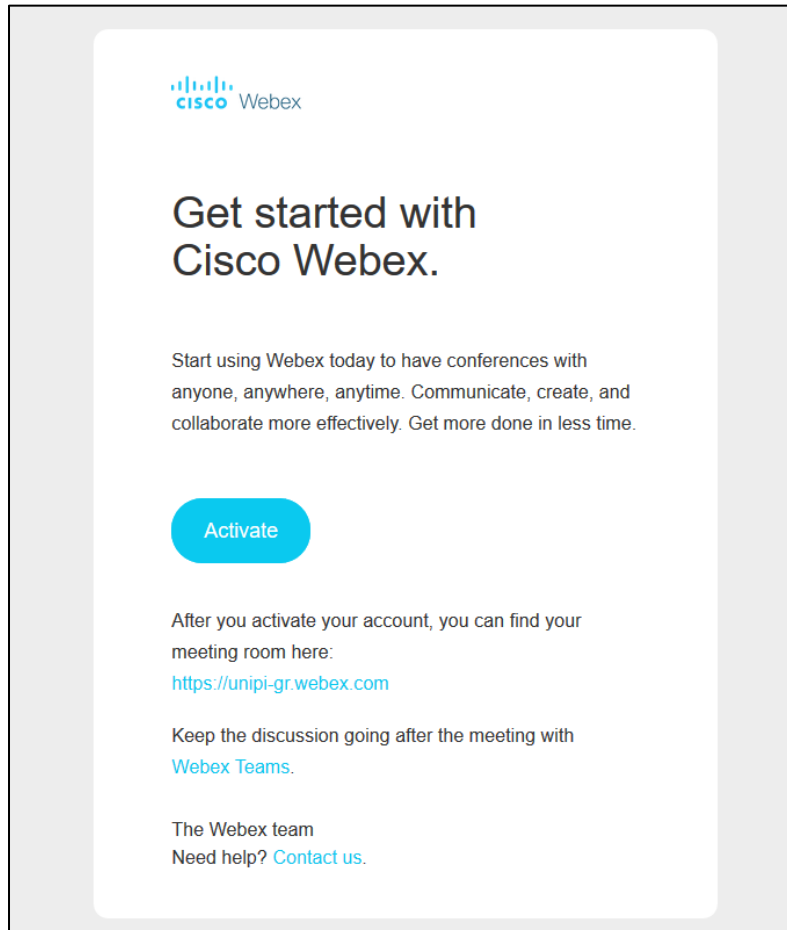 CISCO Webex
Get started with
Cisco Webex.
Start using Webex today to have conferences with
anyone, anywhere, anytime. Communicate, create, and
collaborate more effectively. Get more done in less time.
Activate
After you activate your account, you can find your
meeting room here:
https://unipi-gr.webex.com
Keep the discussion going after the meeting with
Webex Teams.
The Webex team
Need help? Contact us.